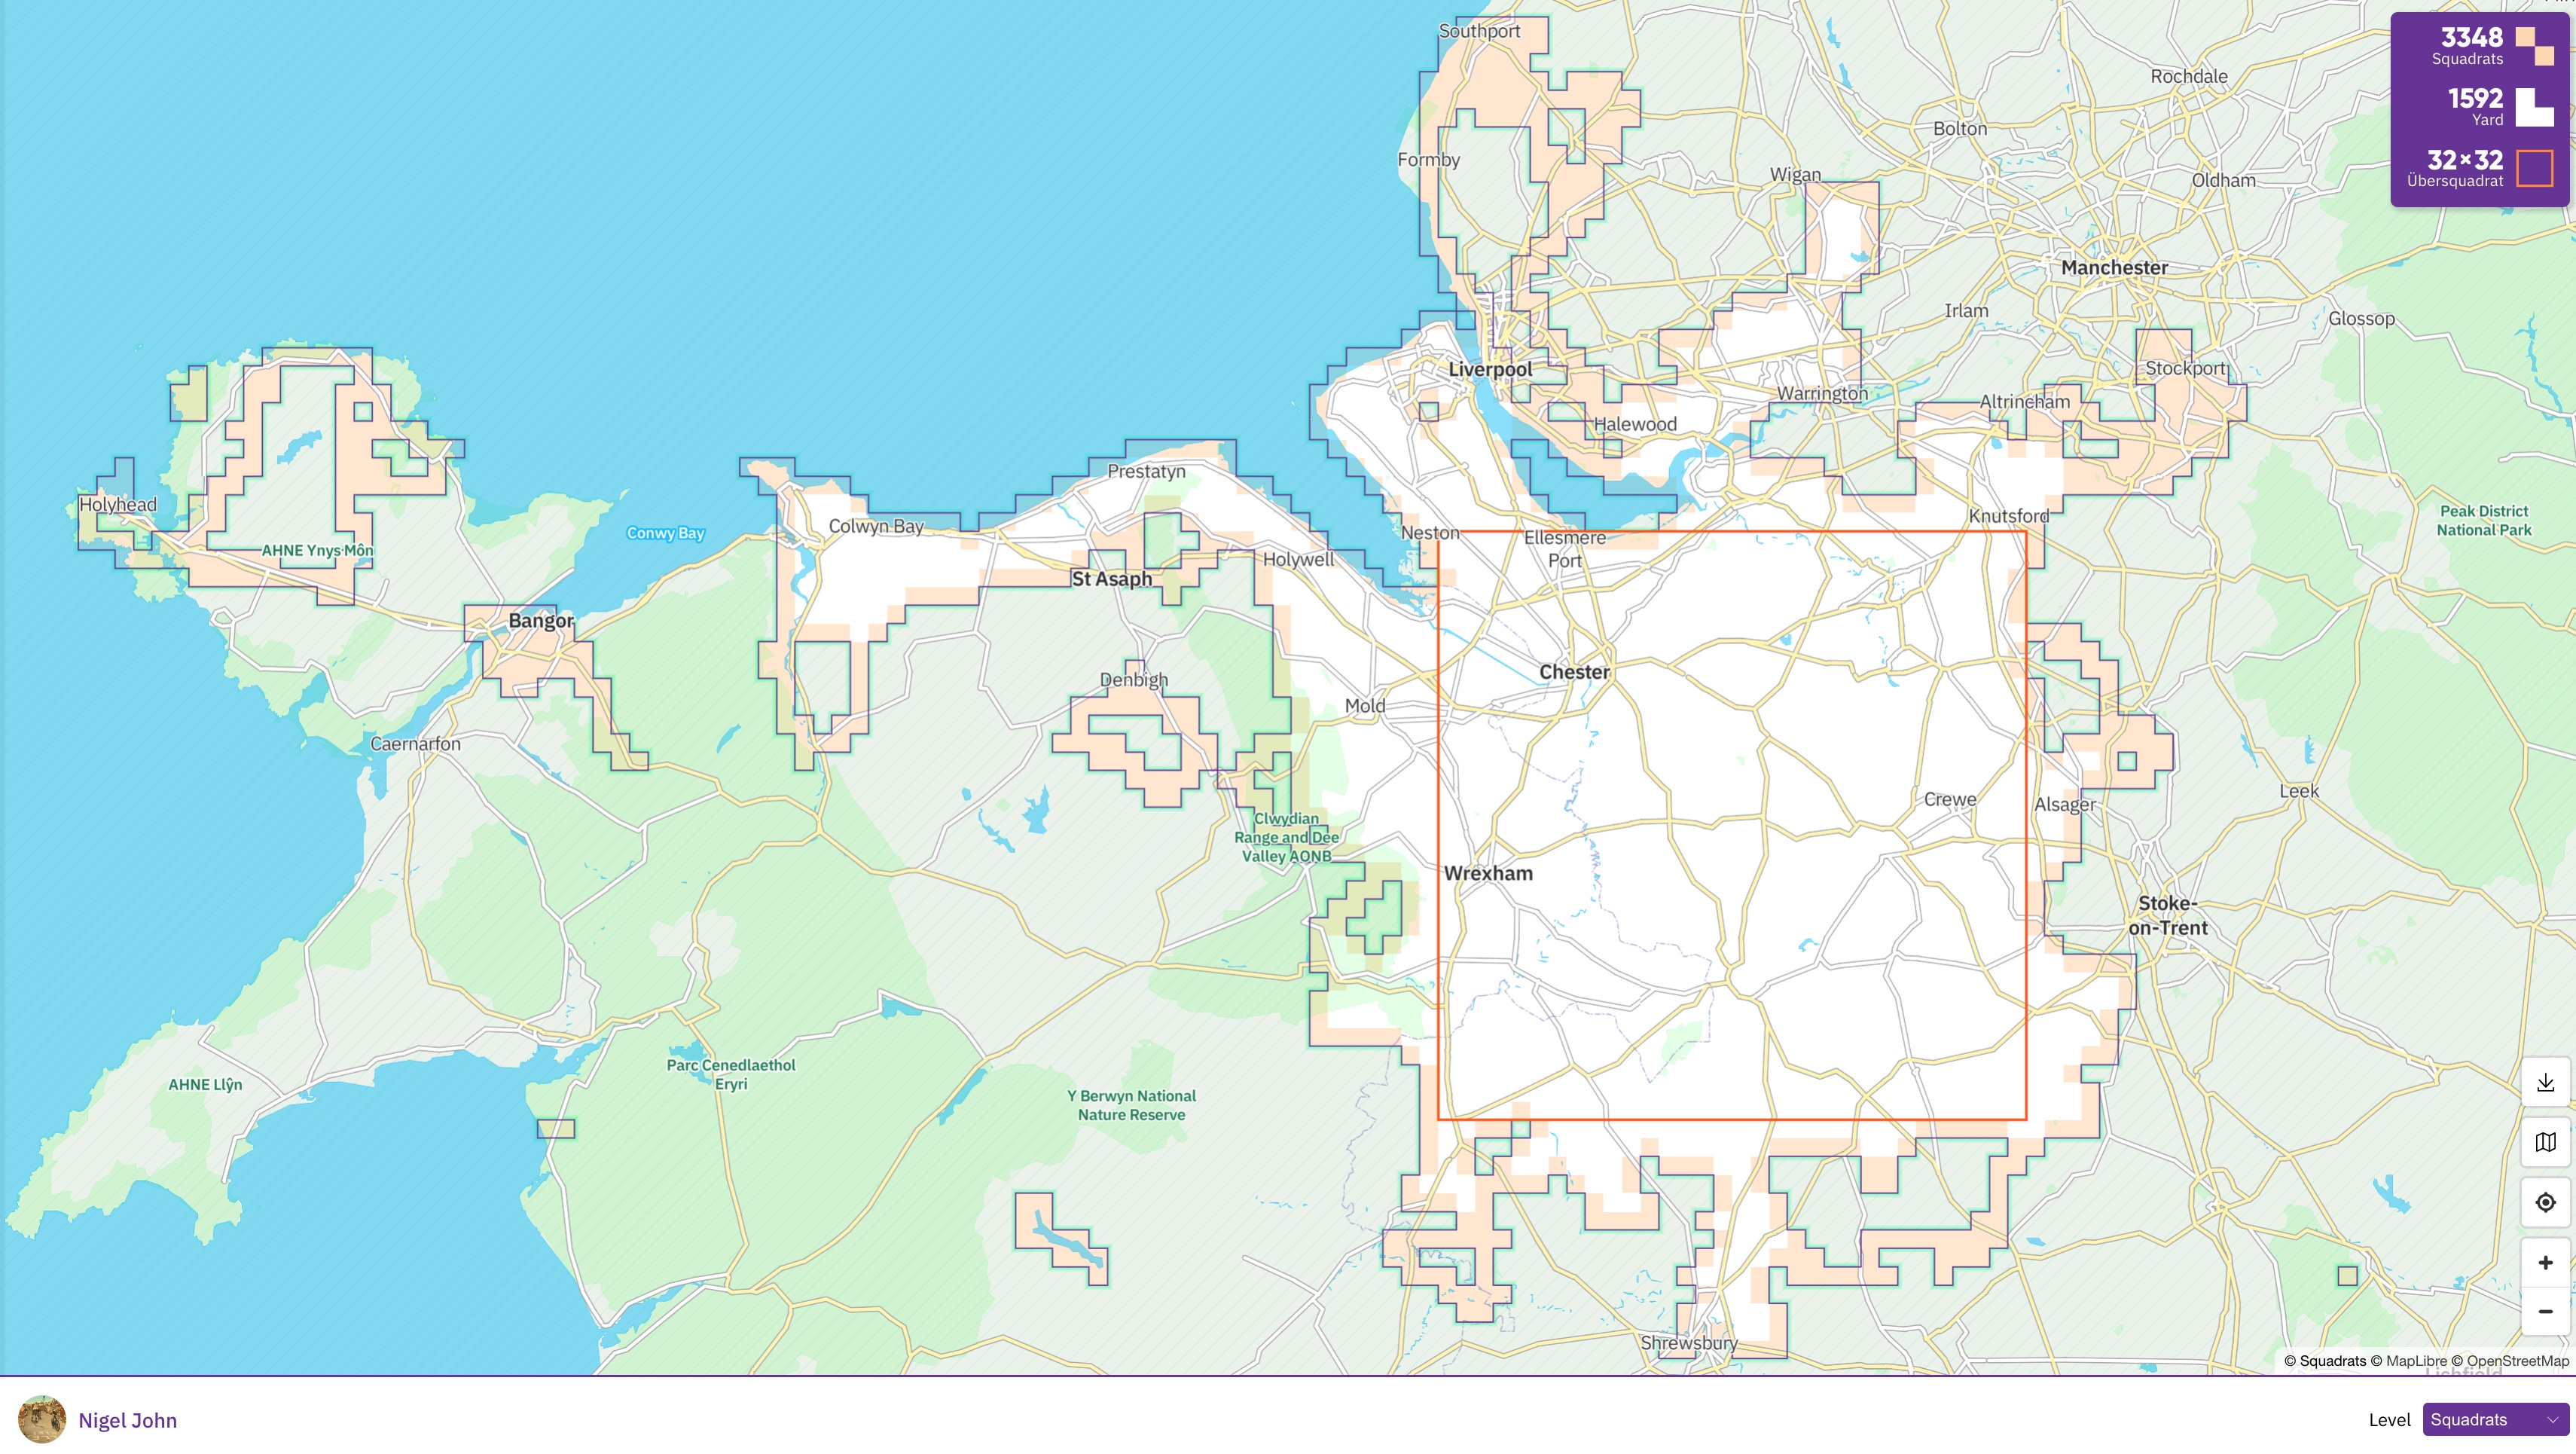 Southport
3348
Squadrats
Rochdale
1592
Yard
Bolton
Formby
32×32
Übersquadrat
Wigan
Oldham
Manchester
Irlam
Glossop
Liverpool
Stockport
Warrington
Altrincham
Halewood
Prestatyn
Holyhead
Colwyn Bay
Conwy Bay
Neston
Ellesmere
Port
Knutsford
Peak District
National Park
AHNE Ynys Môn
Holywell
St Asaph
Bangor
Chester
Denbigh
Mold
Caernarfon
Crewe
Alsager
Leek
Clwydian
Range and Dee
Valley AONB
Wrexham
Stoke-
on-Trent
Parc Cenedlaethol
Eryri
AHNE Llŷn
Y Berwyn National
Nature Reserve
Shrewsbury
© Squadrats © MapLibre © OpenStreetMap
Nigel John
Level
Squadrats